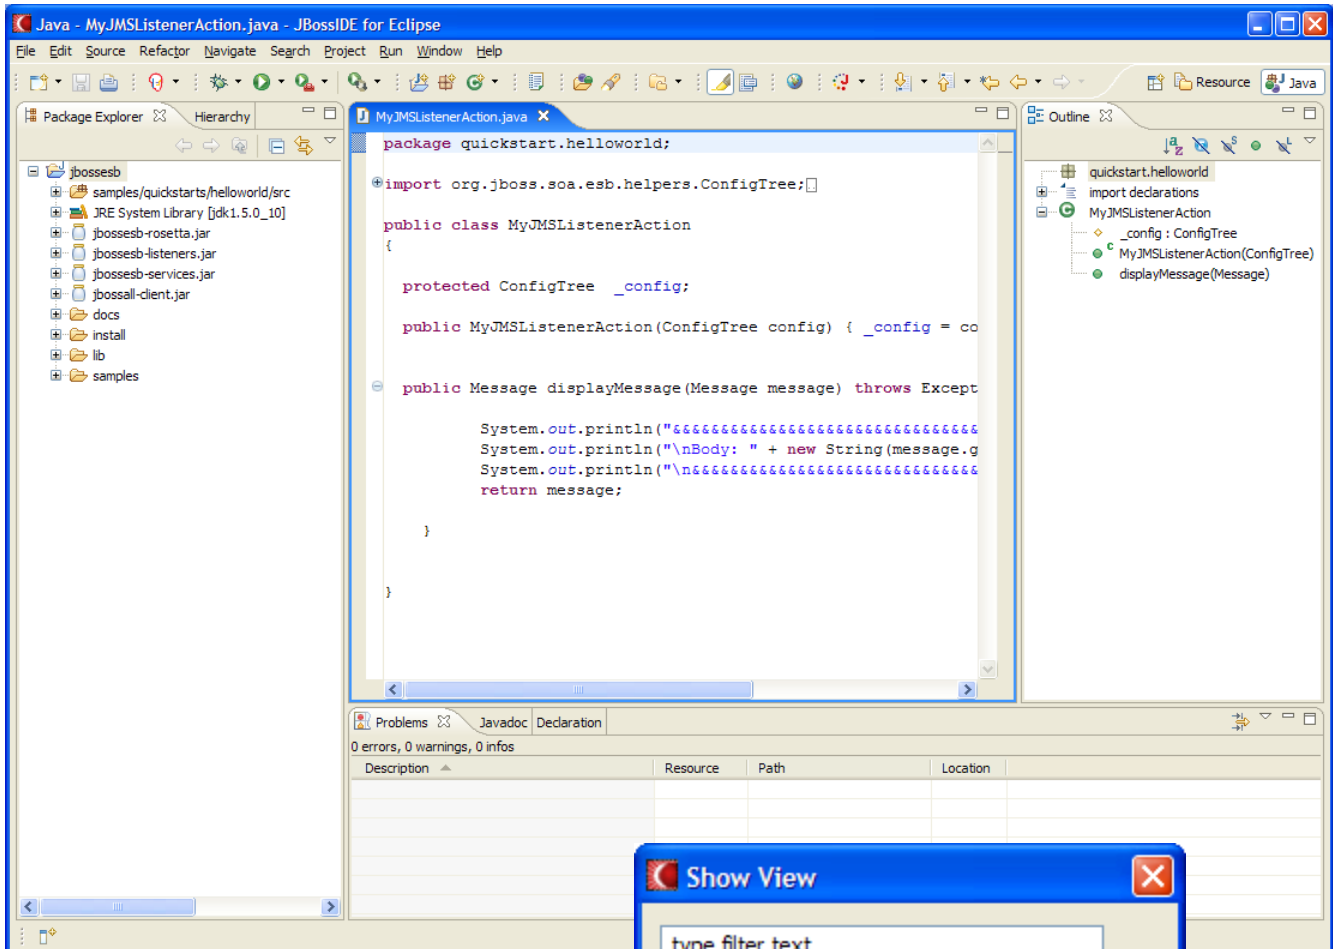 Java - MyJMSListenerAction.java - JBossIDE for Eclipse
File Edit Source Refactor Navigate Search Project Run Window Help
Resource Java
Package Explorer Hierarchy
jbossesb
samples/quickstarts/helloworld/src
JRE System Library [jdk1.5.0_10]
jbossesb-rosetta.jar
jbossesb-listeners.jar
jbossesb-services.jar
jbossall-client.jar
docs
install
lib
samples
MyJMSListenerAction.java
package quickstart.helloworld;
import org.jboss.soa.esb.helpers.ConfigTree;
public class MyJMSListenerAction
{
protected ConfigTree _config;
public MyJMSListenerAction(ConfigTree config) { _config = co
public Message displayMessage(Message message) throws Except
System.out.println("&&&&&&&&&&&&&&&&&&&&&&&&&&&&&&&&
System.out.println("\nBody: " + new String(message.g
System.out.println("\n&&&&&&&&&&&&&&&&&&&&&&&&&&&&&&
return message;
}
}
Outline
quickstart.helloworld
import declarations
MyJMSListenerAction
_config : ConfigTree
MyJMSListenerAction(ConfigTree)
displayMessage(Message)
Problems Javadoc Declaration
0 errors, 0 warnings, 0 infos
Description Resource Path Location
Show View
type filter text